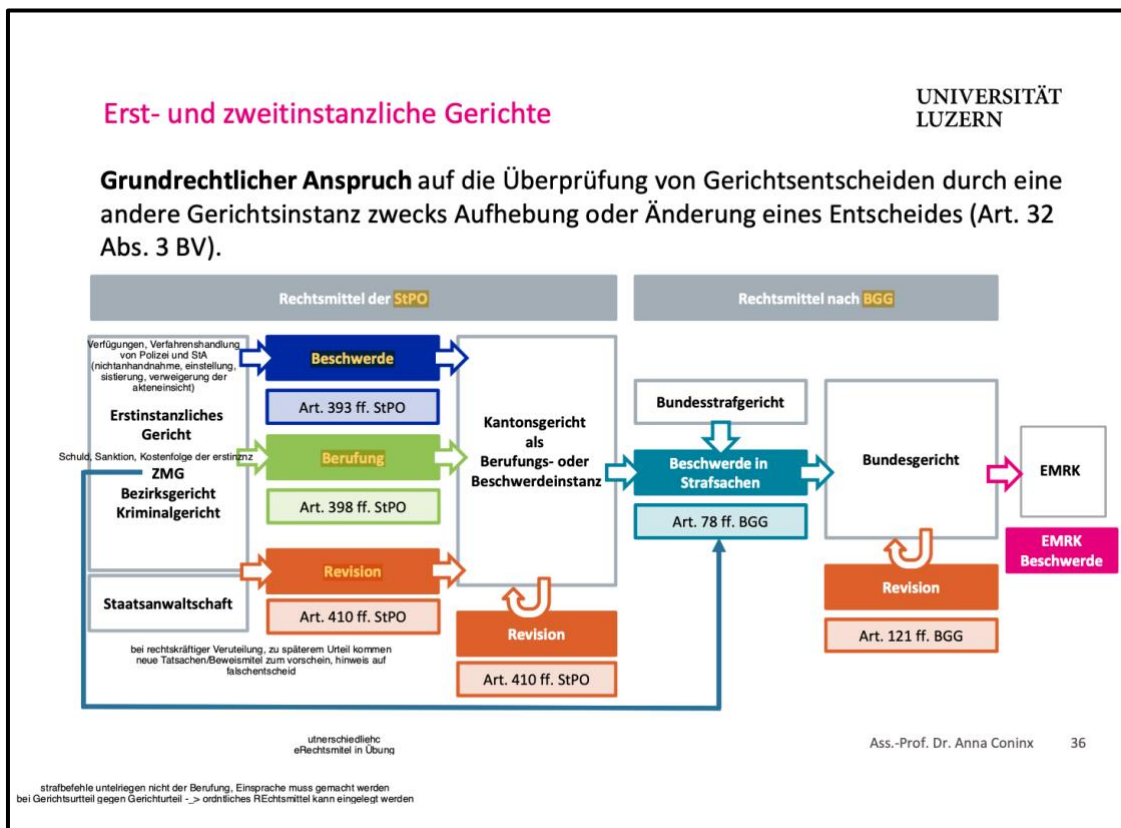 Erst- und zweitinstanzliche Gerichte
UNIVERSITÄT
LUZERN
Grundrechtlicher Anspruch auf die Überprüfung von Gerichtsentscheiden durch eine
andere Gerichtsinstanz zwecks Aufhebung oder Änderung eines Entscheides (Art. 32
Abs. 3 BV).
Rechtsmittel der StPO
Rechtsmittel nach BGG
Verfügungen, Verfahrenshandlung
von Polizei und StA
(nichtanhandnahme, einstellung,
sistierung, verweigerung der
akteneinsicht)
Erstinstanzliches
Gericht
Schuld, Sanktion, Kostenfolge der erstinznz
ZMG
Bezirksgericht
Kriminalgericht
Staatsanwaltschaft
Beschwerde
Art. 393 ff. StPO
Berufung
Art. 398 ff. StPO
Revision
Art. 410 ff. StPO
bei rechtskräftiger Veruteilung, zu späterem Urteil kommen
neue Tatsachen/Beweismitel zum vorschein, hinweis auf
falschentscheid
Kantonsgericht
als
Berufungs- oder
Beschwerdeinstanz
Revision
Art. 410 ff. StPO
Bundesstrafgericht
Beschwerde in
Strafsachen
Art. 78 ff. BGG
Bundesgericht
Revision
Art. 121 ff. BGG
EMRK
EMRK
Beschwerde
utnerschiedliehc
eRechtsmitel in Übung
Ass.-Prof. Dr. Anna Coninx 36
strafbefehle untelriegen nicht der Berufung, Einsprache muss gemacht werden
bei Gerichtsurtteil gegen Gerichturteil -_> ordntliches REchtsmittel kann eingelegt werden